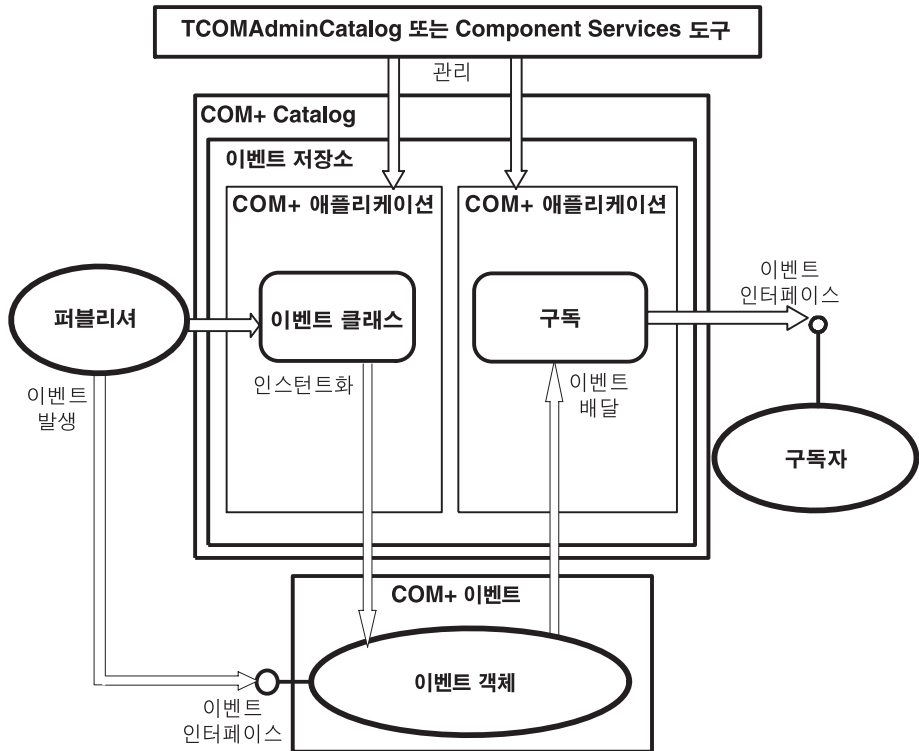 TCOMAdminCatalog 또는 Component Services 도구
관리
COM+ Catalog
이벤트 저장소
COM+ 애플리케이션
COM+ 애플리케이션
퍼블리셔
이벤트 클래스
구독
이벤트
인터페이스
인스턴트화
이벤트
배달
이벤트
발생
구독자
COM+ 이벤트
이벤트 객체
이벤트
인터페이스